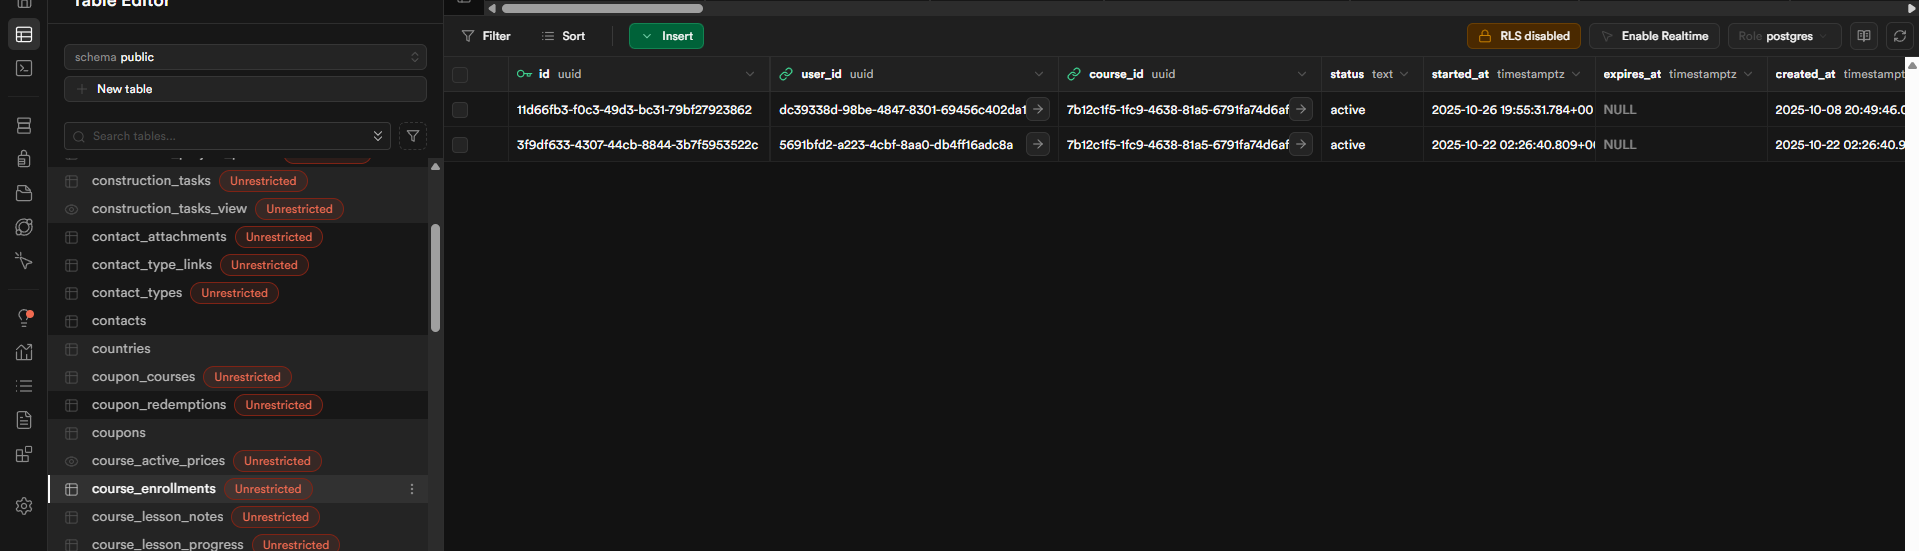 Table Editor
schema public
New table
Search tables...
construction_tasks Unrestricted
construction_tasks_view Unrestricted
contact_attachments Unrestricted
contact_type_links Unrestricted
contact_types Unrestricted
contacts
countries
coupon_courses Unrestricted
coupon_redemptions Unrestricted
coupons
course_active_prices Unrestricted
course_enrollments Unrestricted
course_lesson_notes Unrestricted
course_lesson_progress Unrestricted
Filter Sort Insert RLS disabled Enable Realtime Role postgres
id uuid user_id uuid course_id uuid status text started_at timestamptz expires_at timestamptz created_at timestampt
11d66fb3-f0c3-49d3-bc31-79bf27923862 dc39338d-98be-4847-8301-69456c402da1 7b12c1f5-1fc9-4638-81a5-6791fa74d6af active 2025-10-26 19:55:31.784+00 NULL 2025-10-08 20:49:46.0
3f9df633-4307-44cb-8844-3b7f5953522c 5691bfd2-a223-4cbf-8aa0-db4ff16adc8a 7b12c1f5-1fc9-4638-81a5-6791fa74d6af active 2025-10-22 02:26:40.809+0 NULL 2025-10-22 02:26:40.9